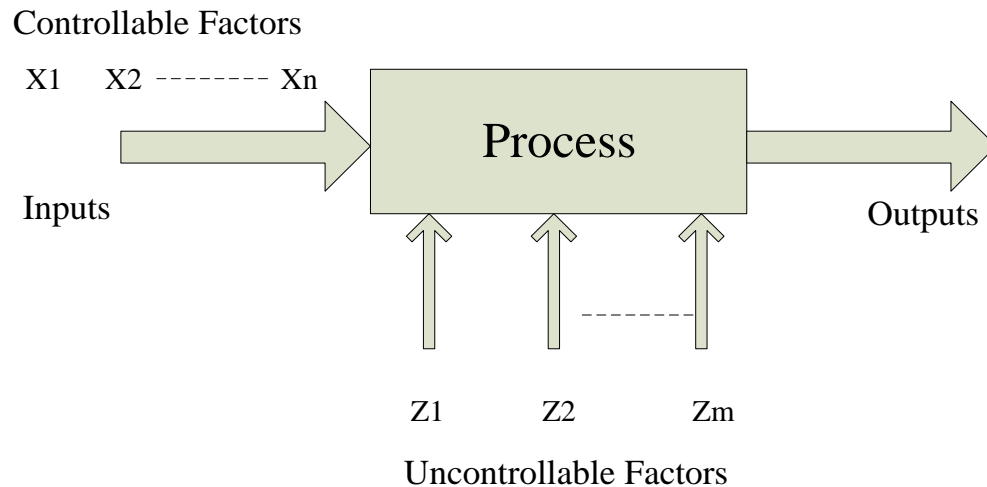 Controllable Factors
X1 X2 -------- Xn
Process
Inputs
Outputs
Z1 Z2 Zm
Uncontrollable Factors